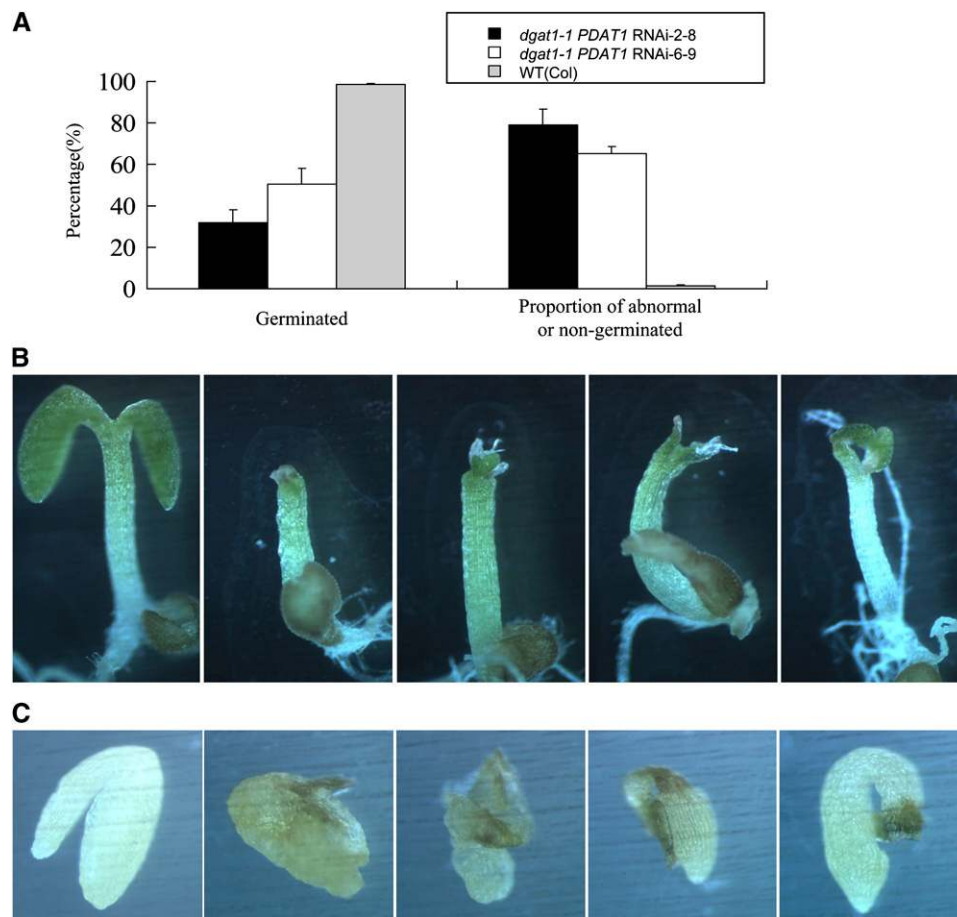 A
dgat1-1 PDAT1 RNAi-2-8
dgat1-1 PDAT1 RNAi-6-9
WT(Col)
Percentage(%)
100
80
60
40
20
0
Germinated
Proportion of abnormal
or non-germinated
B
C